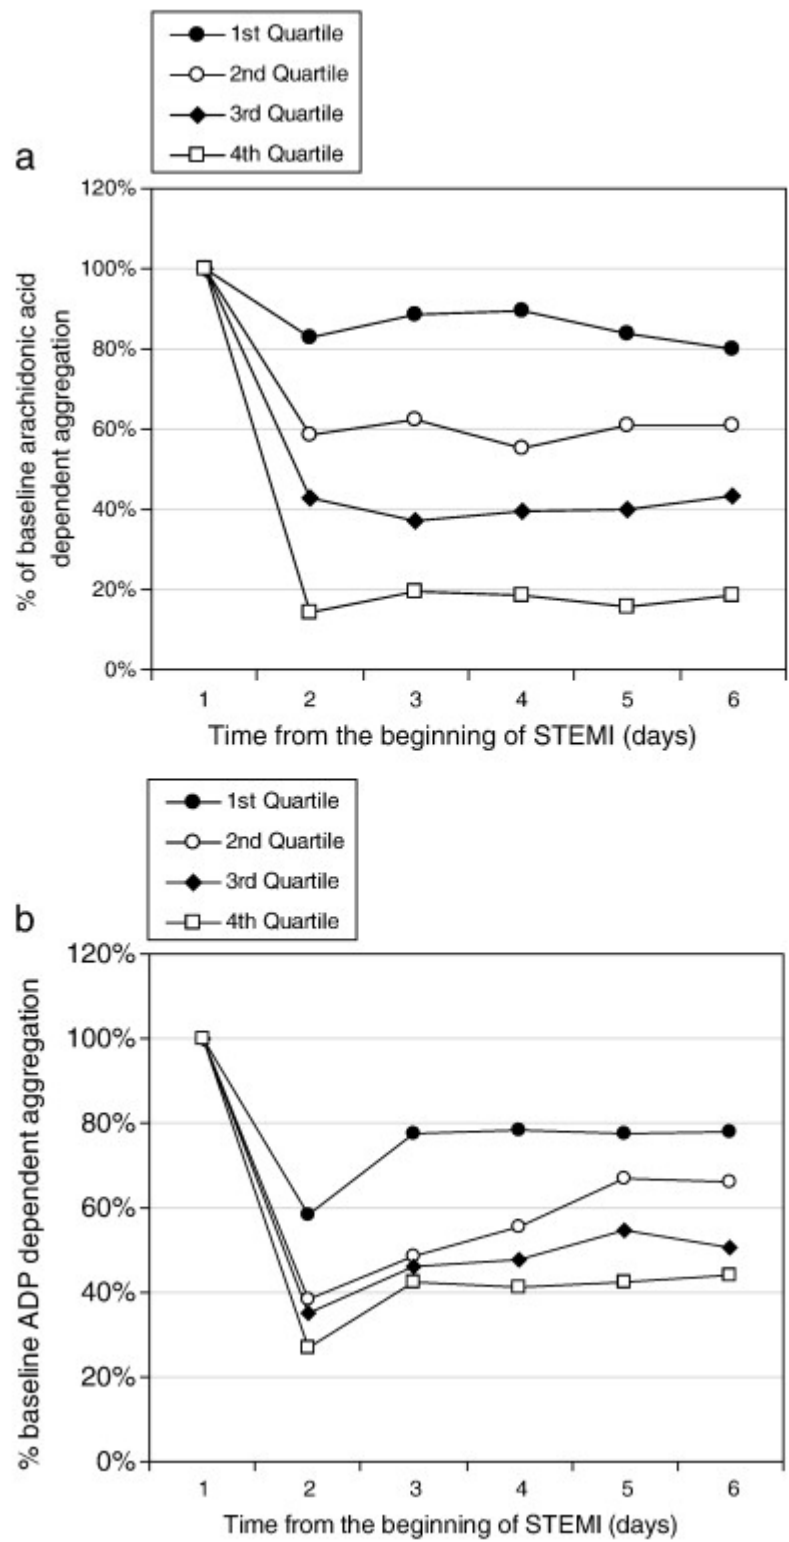 1st Quartile
2nd Quartile
3rd Quartile
4th Quartile
a
120%
100%
80%
60%
40%
20%
0%
% of baseline arachidonic acid
dependent aggregation
1 2 3 4 5 6
Time from the beginning of STEMI (days)
1st Quartile
2nd Quartile
3rd Quartile
4th Quartile
b
120%
100%
80%
60%
40%
20%
0%
% baseline ADP dependent aggregation
1 2 3 4 5 6
Time from the beginning of STEMI (days)